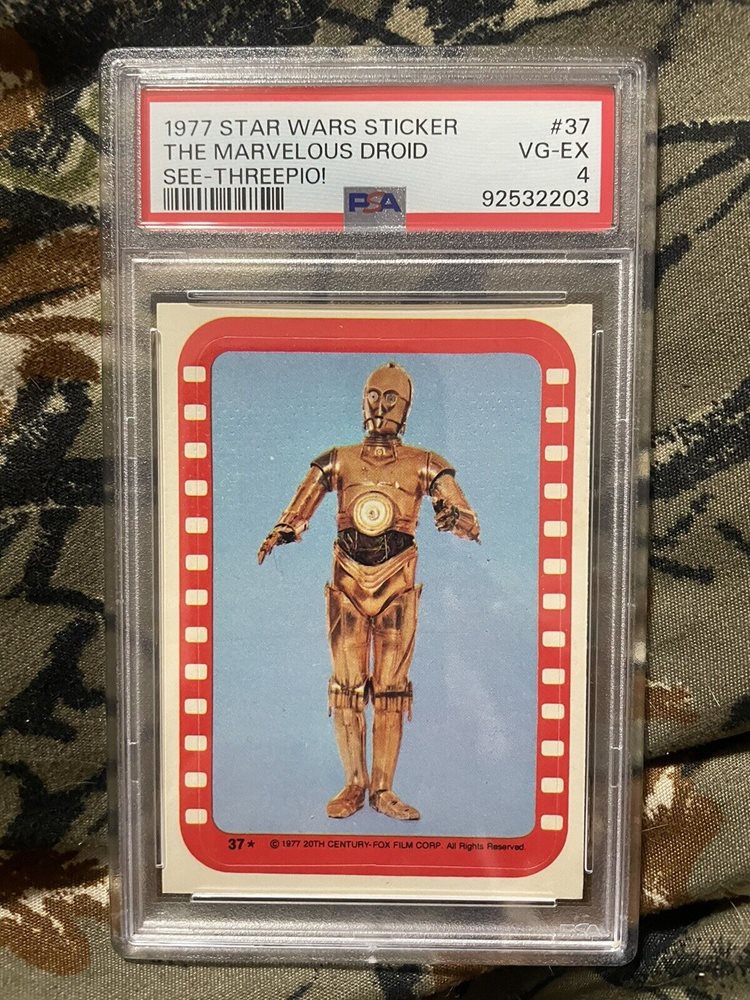 1977 STAR WARS STICKER #37
THE MARVELOUS DROID VG-EX
SEE-THREEPIO! 4
PSA 92532203
37★ © 1977 20TH CENTURY-FOX FILM CORP. All Rights Reserved.
PSA